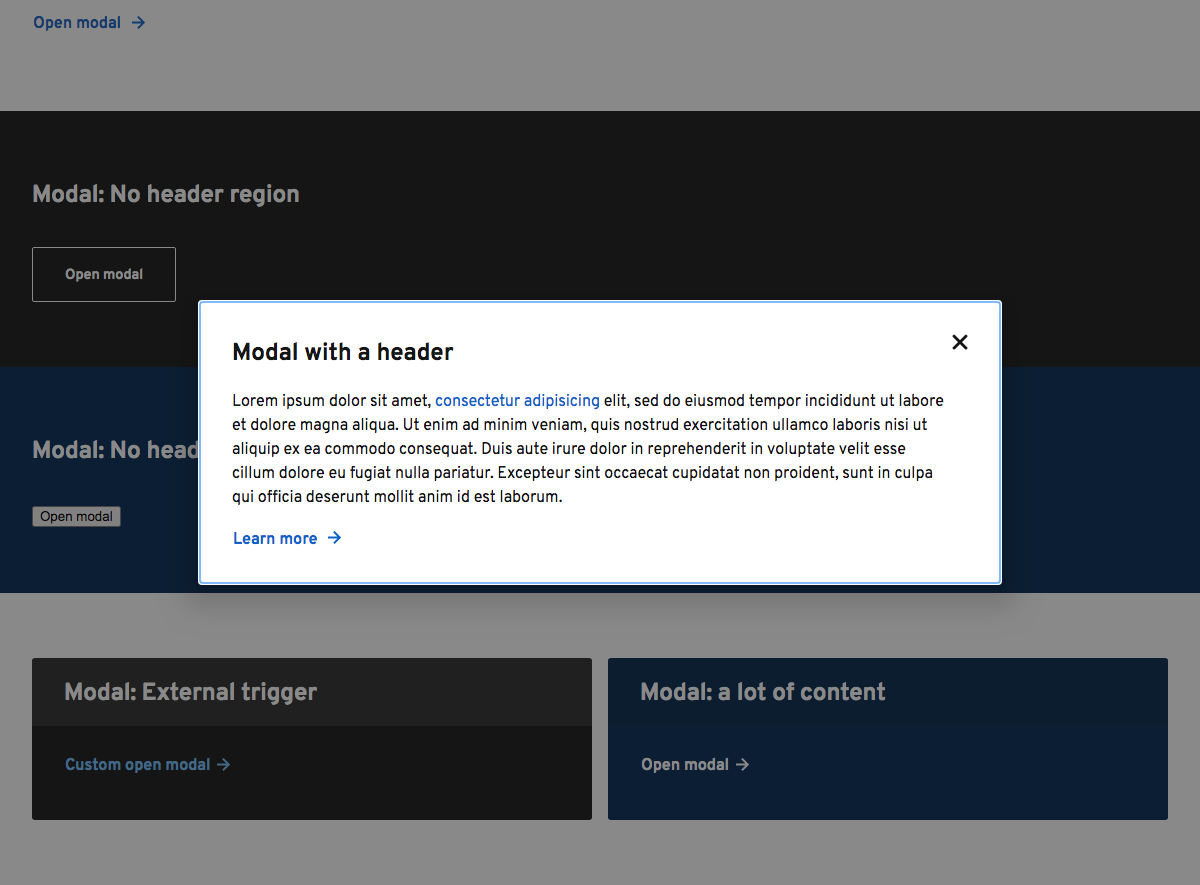 Open modal →
Modal: No header region
Open modal
Modal with a header
Lorem ipsum dolor sit amet, consectetur adipisicing elit, sed do eiusmod tempor incididunt ut labore
et dolore magna aliqua. Ut enim ad minim veniam, quis nostrud exercitation ullamco laboris nisi ut
aliquip ex ea commodo consequat. Duis aute irure dolor in reprehenderit in voluptate velit esse
cillum dolore eu fugiat nulla pariatur. Excepteur sint occaecat cupidatat non proident, sunt in culpa
qui officia deserunt mollit anim id est laborum.
Learn more →
Modal: No head
Open modal
Modal: External trigger
Custom open modal →
Modal: a lot of content
Open modal →